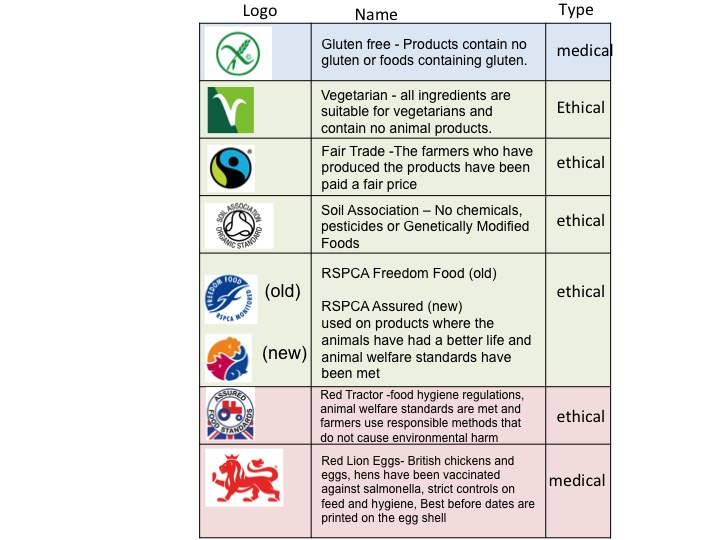 Logo Name Type
Gluten free - Products contain no
gluten or foods containing gluten.
medical
Vegetarian - all ingredients are
suitable for vegetarians and
contain no animal products.
Ethical
Fair Trade -The farmers who have
produced the products have been
paid a fair price
ethical
SOIL ASSOCIATION
ORGANIC STANDARD
Soil Association – No chemicals,
pesticides or Genetically Modified
Foods
ethical
FREEDOM FOOD
RSPCA MONITORED
(old)
(new)
RSPCA Freedom Food (old)
RSPCA Assured (new)
used on products where the
animals have had a better life and
animal welfare standards have
been met
ethical
ASSURED
FOOD STANDARDS
Red Tractor -food hygiene regulations,
animal welfare standards are met and
farmers use responsible methods that
do not cause environmental harm
ethical
Red Lion Eggs- British chickens and
eggs, hens have been vaccinated
against salmonella, strict controls on
feed and hygiene, Best before dates are
printed on the egg shell
medical